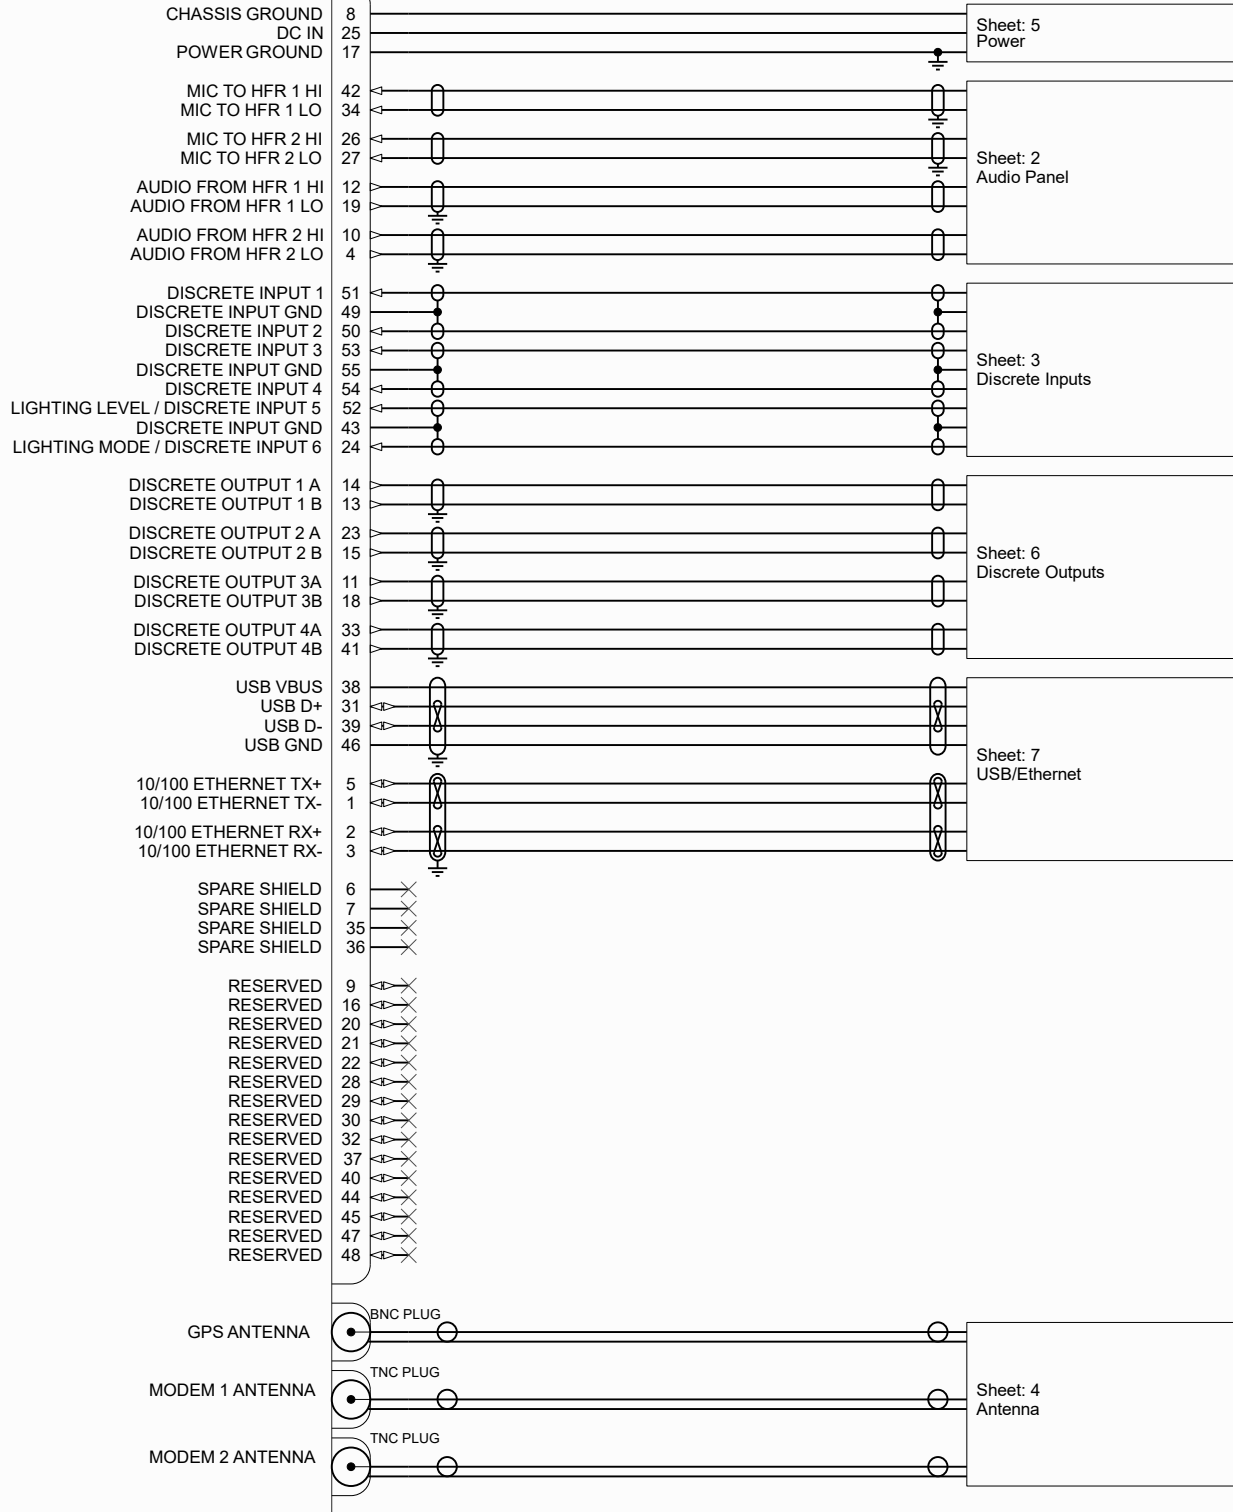 CHASSIS GROUND 8
DC IN 25
POWER GROUND 17
Sheet: 5
Power
MIC TO HFR 1 HI 42
MIC TO HFR 1 LO 34
MIC TO HFR 2 HI 26
MIC TO HFR 2 LO 27
AUDIO FROM HFR 1 HI 12
AUDIO FROM HFR 1 LO 19
AUDIO FROM HFR 2 HI 10
AUDIO FROM HFR 2 LO 4
Sheet: 2
Audio Panel
DISCRETE INPUT 1 51
DISCRETE INPUT GND 49
DISCRETE INPUT 2 50
DISCRETE INPUT 3 53
DISCRETE INPUT GND 55
DISCRETE INPUT 4 54
LIGHTING LEVEL / DISCRETE INPUT 5 52
DISCRETE INPUT GND 43
LIGHTING MODE / DISCRETE INPUT 6 24
Sheet: 3
Discrete Inputs
DISCRETE OUTPUT 1 A 14
DISCRETE OUTPUT 1 B 13
DISCRETE OUTPUT 2 A 23
DISCRETE OUTPUT 2 B 15
DISCRETE OUTPUT 3A 11
DISCRETE OUTPUT 3B 18
DISCRETE OUTPUT 4A 33
DISCRETE OUTPUT 4B 41
Sheet: 6
Discrete Outputs
USB VBUS 38
USB D+ 31
USB D- 39
USB GND 46
10/100 ETHERNET TX+ 5
10/100 ETHERNET TX- 1
10/100 ETHERNET RX+ 2
10/100 ETHERNET RX- 3
Sheet: 7
USB/Ethernet
SPARE SHIELD 6
SPARE SHIELD 7
SPARE SHIELD 35
SPARE SHIELD 36
RESERVED 9
RESERVED 16
RESERVED 20
RESERVED 21
RESERVED 22
RESERVED 28
RESERVED 29
RESERVED 30
RESERVED 32
RESERVED 37
RESERVED 40
RESERVED 44
RESERVED 45
RESERVED 47
RESERVED 48
BNC PLUG
GPS ANTENNA
TNC PLUG
MODEM 1 ANTENNA
TNC PLUG
MODEM 2 ANTENNA
Sheet: 4
Antenna